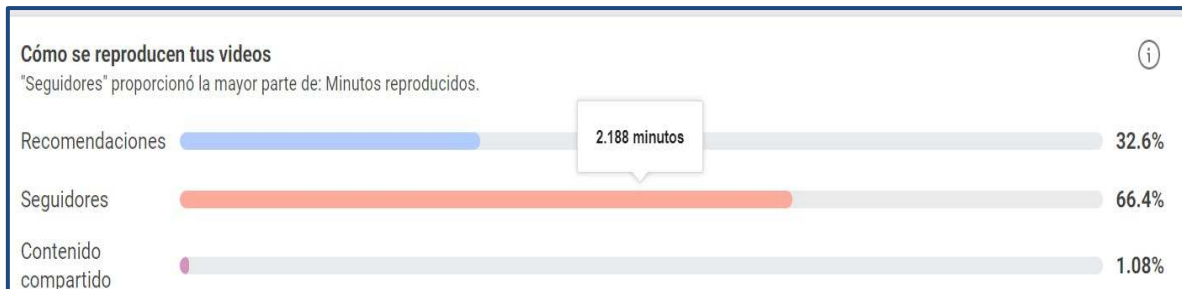 Cómo se reproducen tus videos
"Seguidores" proporcionó la mayor parte de: Minutos reproducidos.
2.188 minutos
Recomendaciones 32.6%
Seguidores 66.4%
Contenido
compartido 1.08%